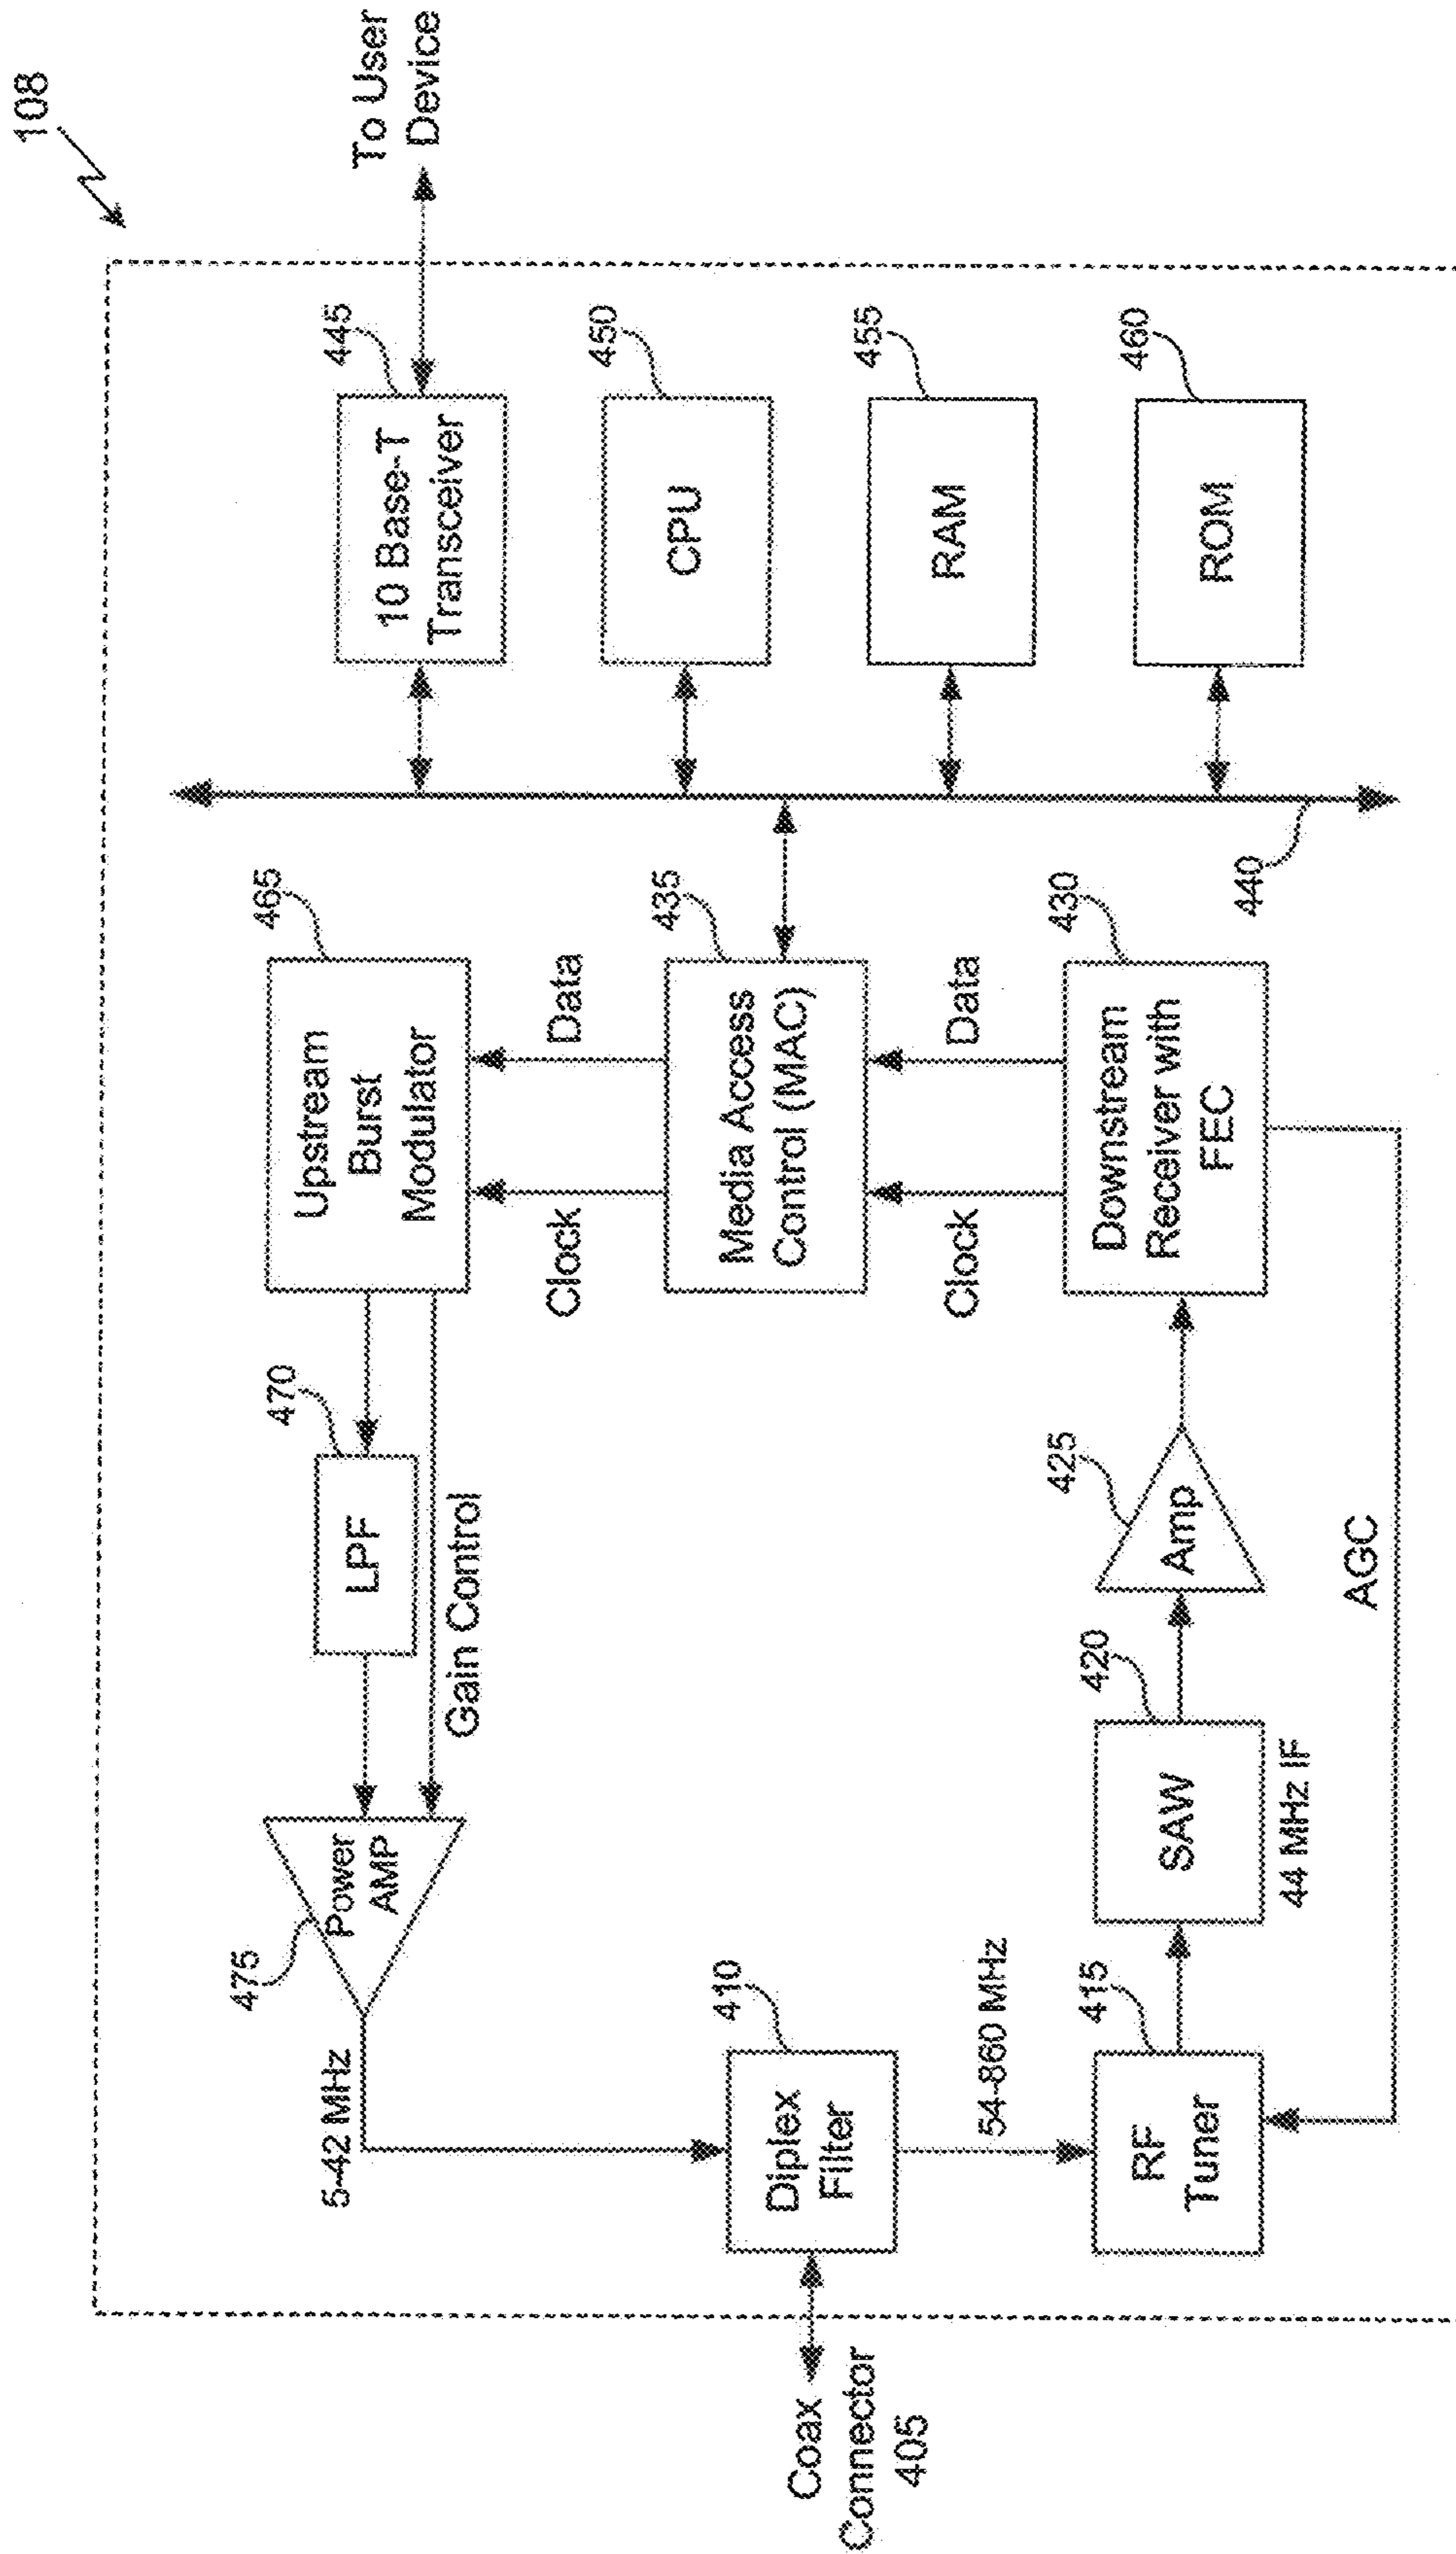 108
To User
Device
445
10 Base-T
Transceiver
450
CPU
455
RAM
460
ROM
440
465
Upstream
Burst
Modulator
Data
Clock
435
Media Access
Control (MAC)
Data
Clock
430
Downstream
Receiver with
FEC
470
LPF
Gain Control
475
Power
AMP
5-42 MHz
425
Amp
AGC
420
SAW
44 MHz IF
410
Diplex
Filter
54-860 MHz
415
RF
Tuner
Coax
Connector
405